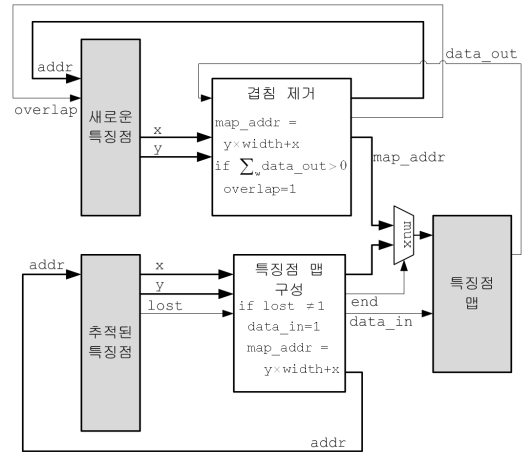 data_out
addr
overlap
새로운
특징점
x
y
겹침 제거
map_addr =
y×width+x
if ∑w data_out>0
overlap=1
map_addr
mux
특징점
맵
addr
추적된
특징점
x
y
lost
특징점 맵
구성
if lost ≠1
data_in=1
map_addr =
y×width+x
end
data_in
addr